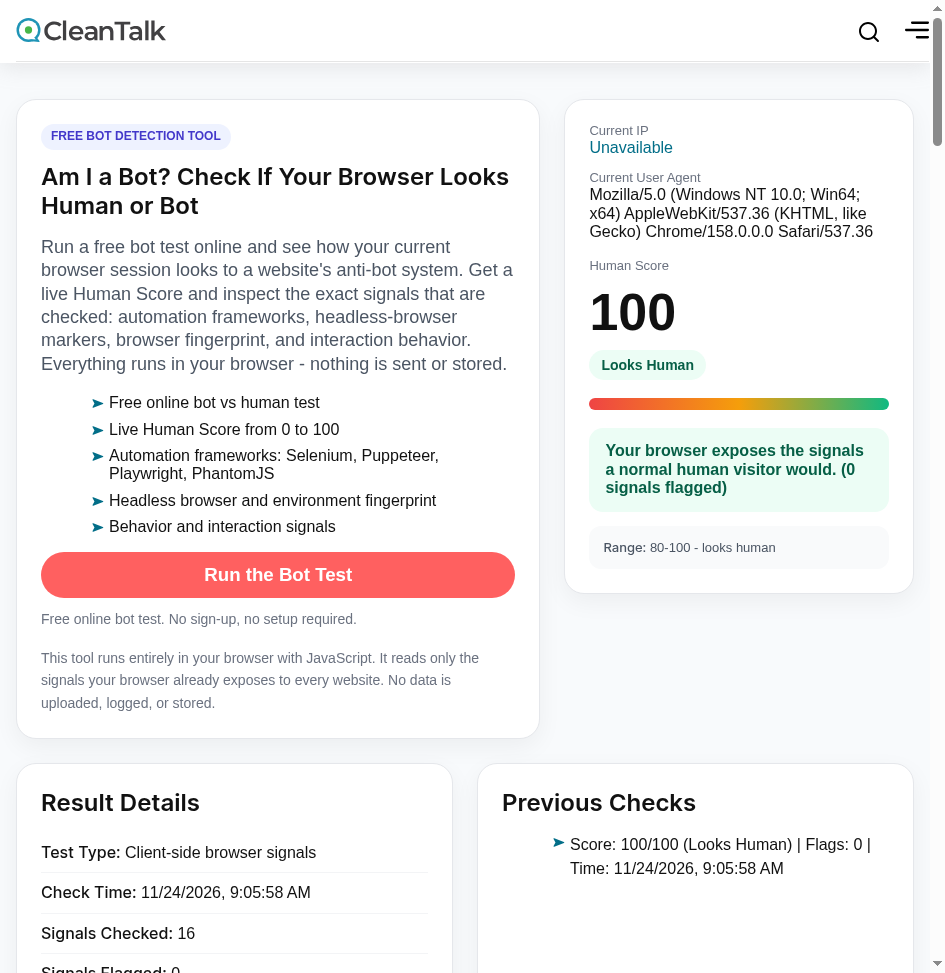 CleanTalk
FREE BOT DETECTION TOOL
Am I a Bot? Check If Your Browser Looks
Human or Bot
Run a free bot test online and see how your current
browser session looks to a website's anti-bot system. Get a
live Human Score and inspect the exact signals that are
checked: automation frameworks, headless-browser
markers, browser fingerprint, and interaction behavior.
Everything runs in your browser - nothing is sent or stored.
Free online bot vs human test
Live Human Score from 0 to 100
Automation frameworks: Selenium, Puppeteer,
Playwright, PhantomJS
Headless browser and environment fingerprint
Behavior and interaction signals
Run the Bot Test
Free online bot test. No sign-up, no setup required.
This tool runs entirely in your browser with JavaScript. It reads only the
signals your browser already exposes to every website. No data is
uploaded, logged, or stored.
Current IP
Unavailable
Current User Agent
Mozilla/5.0 (Windows NT 10.0; Win64;
x64) AppleWebKit/537.36 (KHTML, like
Gecko) Chrome/158.0.0.0 Safari/537.36
Human Score
100
Looks Human
Your browser exposes the signals
a normal human visitor would. (0
signals flagged)
Range: 80-100 - looks human
Result Details
Test Type: Client-side browser signals
Check Time: 11/24/2026, 9:05:58 AM
Signals Checked: 16
Signals Flagged: 0
Previous Checks
Score: 100/100 (Looks Human) | Flags: 0 |
Time: 11/24/2026, 9:05:58 AM